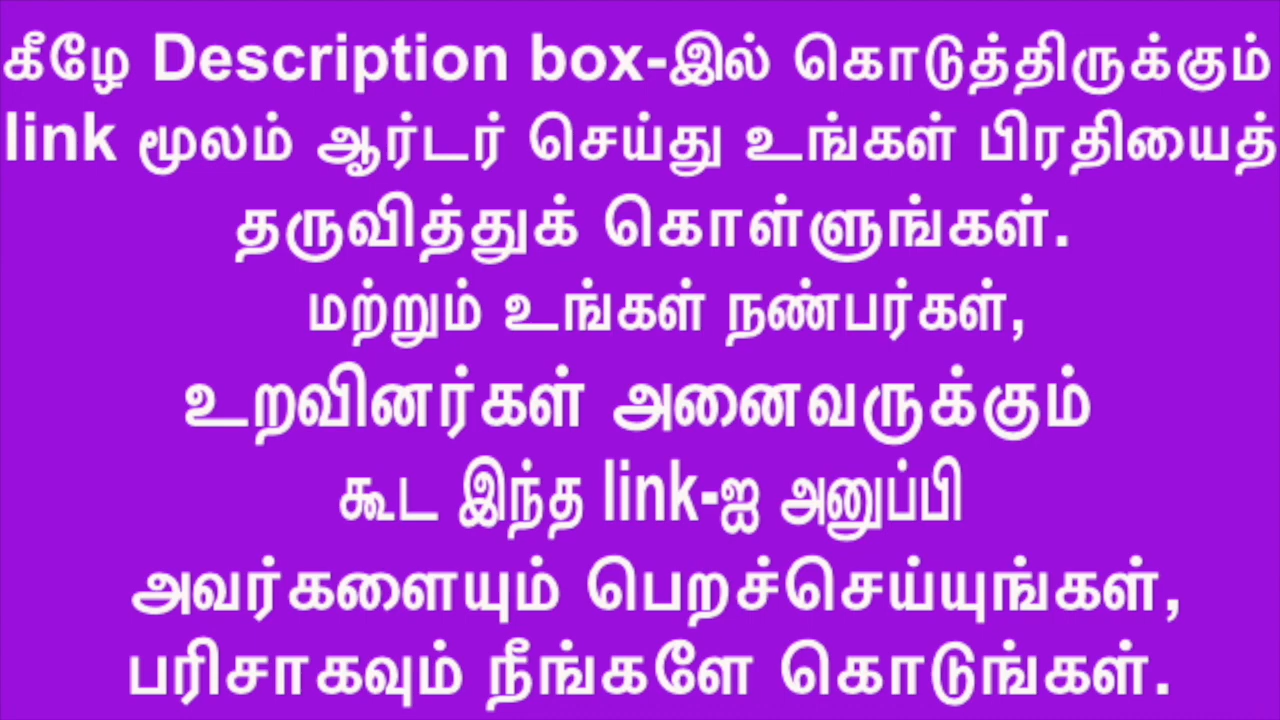 கீழே Description box-இல் கொடுத்திருக்கும்
link மூலம் ஆர்டர் செய்து உங்கள் பிரதியைத்
தருவித்துக் கொள்ளுங்கள்.
மற்றும் உங்கள் நண்பர்கள்,
உறவினர்கள் அனைவருக்கும்
கூட இந்த link-ஐ அனுப்பி
அவர்களையும் பெறச்செய்யுங்கள்,
பரிசாகவும் நீங்களே கொடுங்கள்.